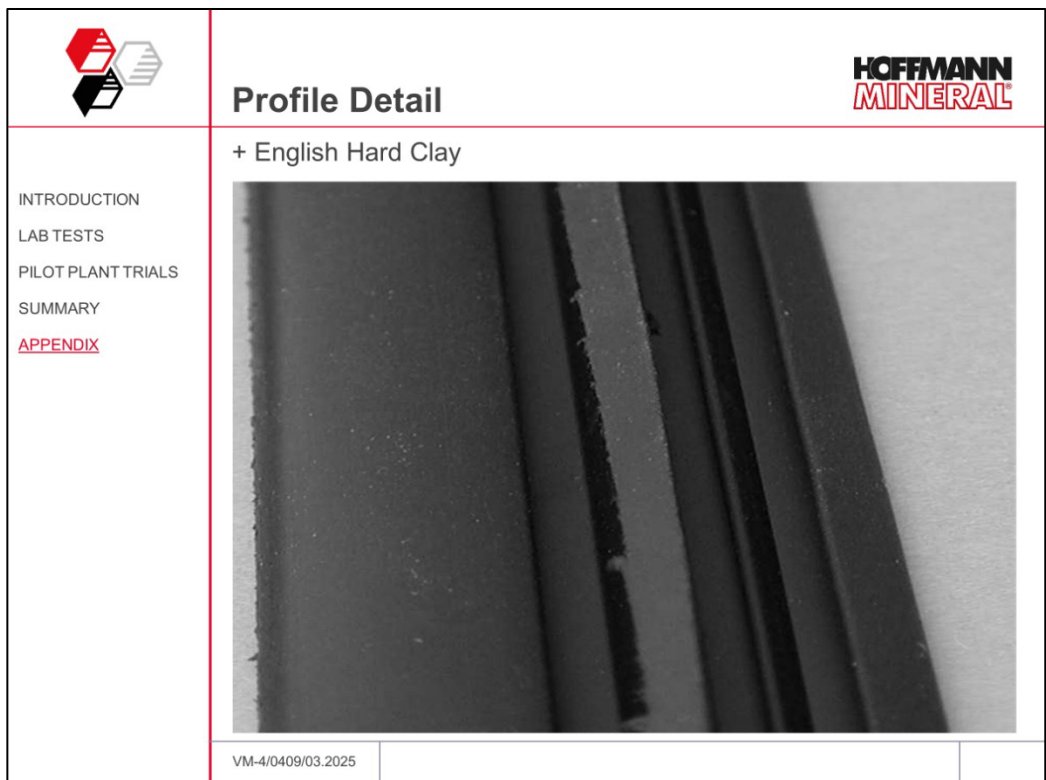 Profile Detail
HOFFMANN
MINERAL®
+ English Hard Clay
INTRODUCTION
LAB TESTS
PILOT PLANT TRIALS
SUMMARY
APPENDIX
VM-4/0409/03.2025